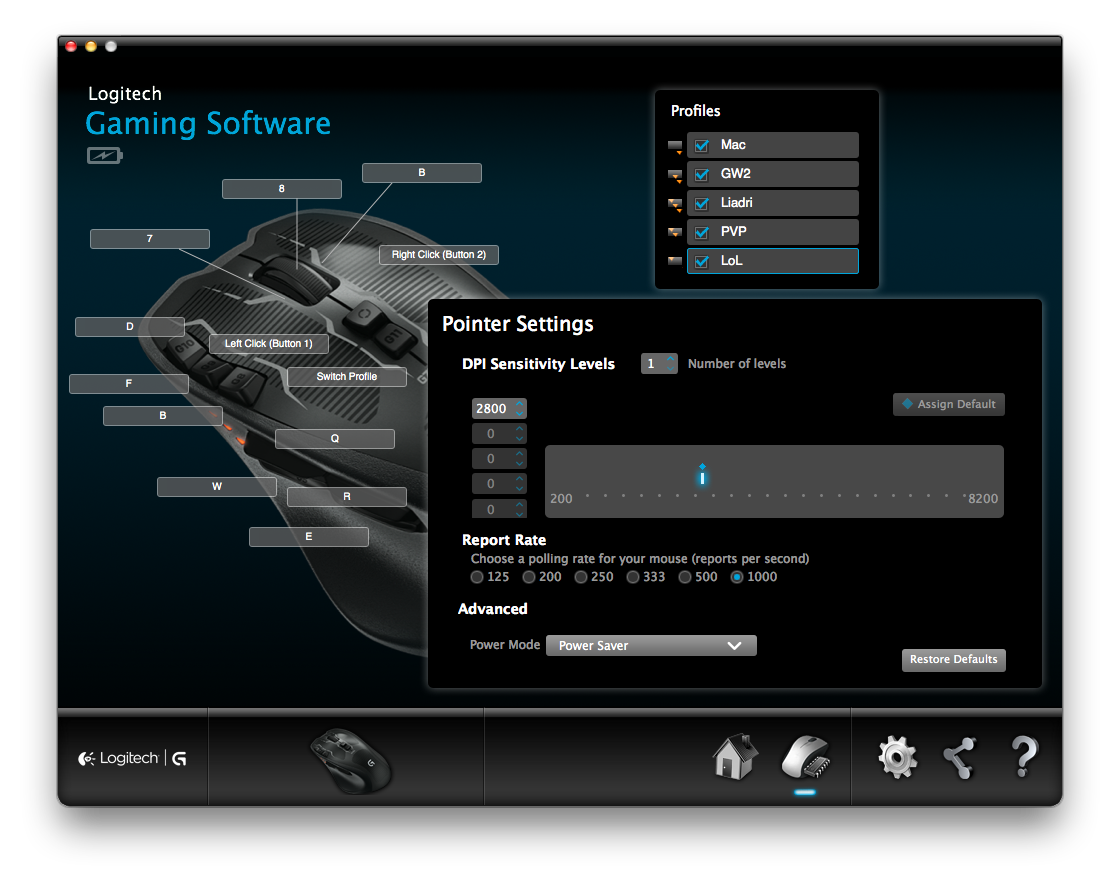 Logitech
Gaming Software
Profiles
Mac
GW2
Liadri
PVP
LoL
B
8
7
Right Click (Button 2)
D
Left Click (Button 1)
Switch Profile
F
B
Q
W
R
E
G10
Pointer Settings
DPI Sensitivity Levels
1
Number of levels
2800
Assign Default
0
0
0
0
200
8200
Report Rate
Choose a polling rate for your mouse (reports per second)
125 200 250 333 500 1000
Advanced
Power Mode
Power Saver
Restore Defaults
Logitech G